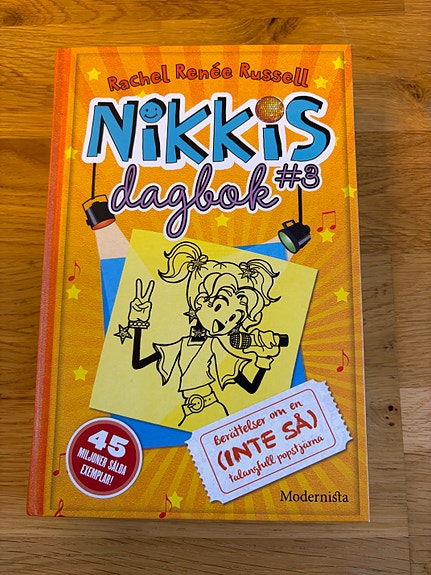 Rachel Renée Russell
NiKKiS
dagbok #3
45
MILJONER SÅLDA
EXEMPLAR!
Berättelser om en
(INTE SÅ)
talangfull popstjärna
Modernista